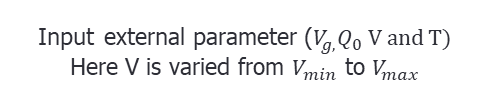 Input external parameter (V_g, Q_0 V and T)
Here V is varied from V_min to V_max